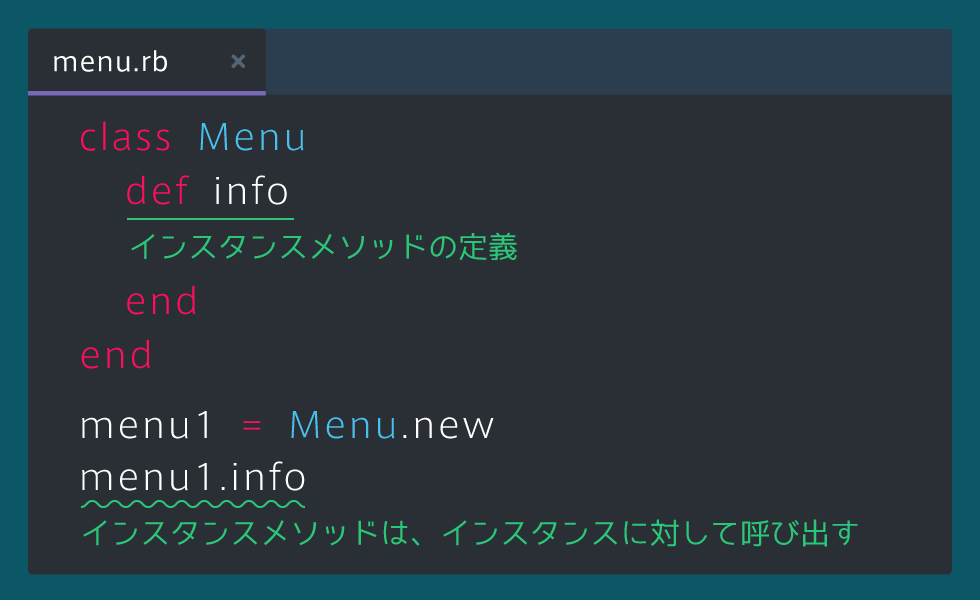 menu.rb ×
class Menu
def info
インスタンスメソッドの定義
end
end
menu1 = Menu.new
menu1.info
インスタンスメソッドは、インスタンスに対して呼び出す